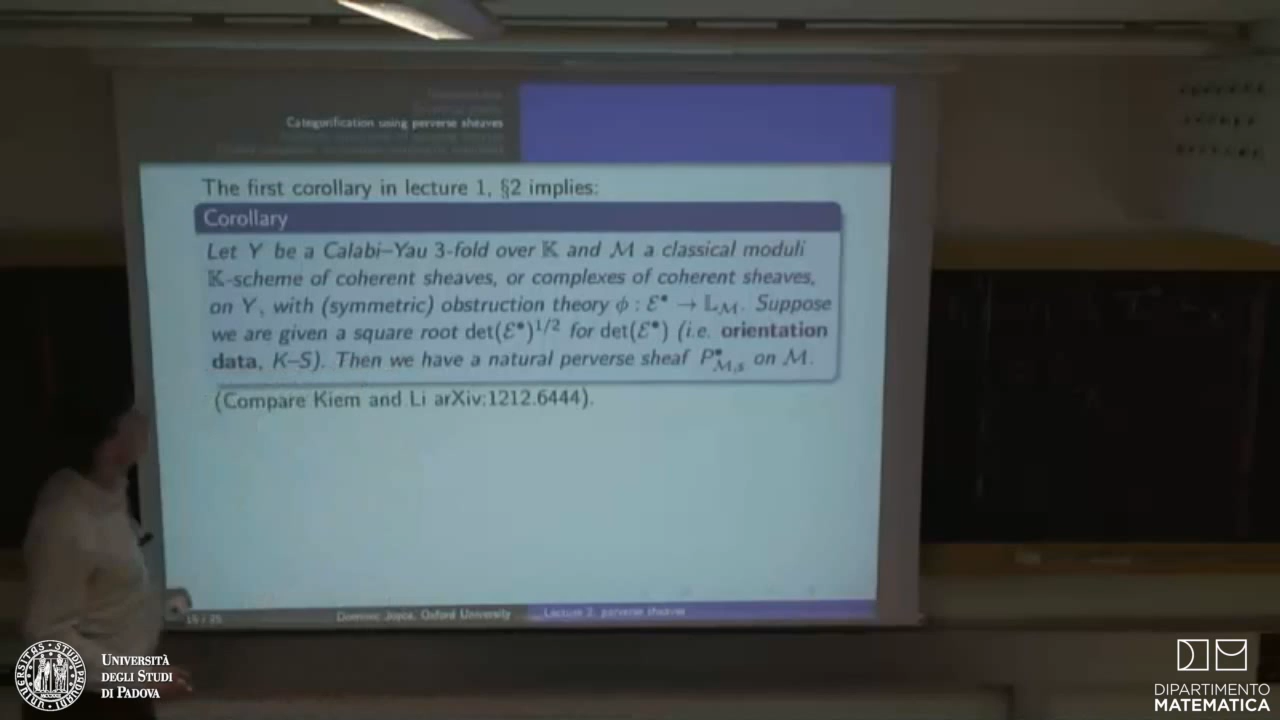 Categorification using perverse sheaves
The first corollary in lecture 1, §2 implies:
Corollary
Let Y be a Calabi–Yau 3-fold over 𝕂 and ℳ a classical moduli
𝕂-scheme of coherent sheaves, or complexes of coherent sheaves,
on Y, with (symmetric) obstruction theory ϕ : ℰ• → 𝕃ℳ. Suppose
we are given a square root det(ℰ•)^{1/2} for det(ℰ•) (i.e. orientation
data, K–S). Then we have a natural perverse sheaf P•ℳ,s on ℳ.
(Compare Kiem and Li arXiv:1212.6444).
Dominic Joyce, Oxford University
Lecture 2: perverse sheaves
UNIVERSITÀ
DEGLI STUDI
DI PADOVA
DIPARTIMENTO
MATEMATICA